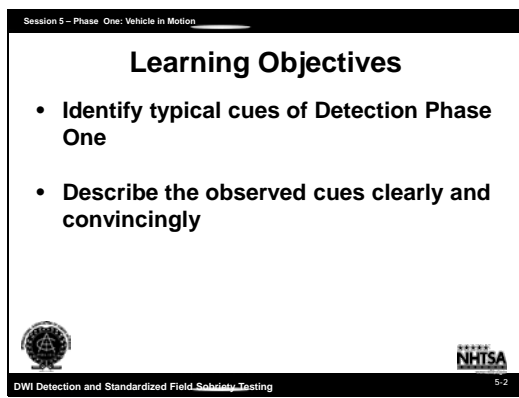 Session 5 – Phase One: Vehicle in Motion
Learning Objectives
• Identify typical cues of Detection Phase
One
• Describe the observed cues clearly and
convincingly
NHTSA
DWI Detection and Standardized Field Sobriety Testing
5-2